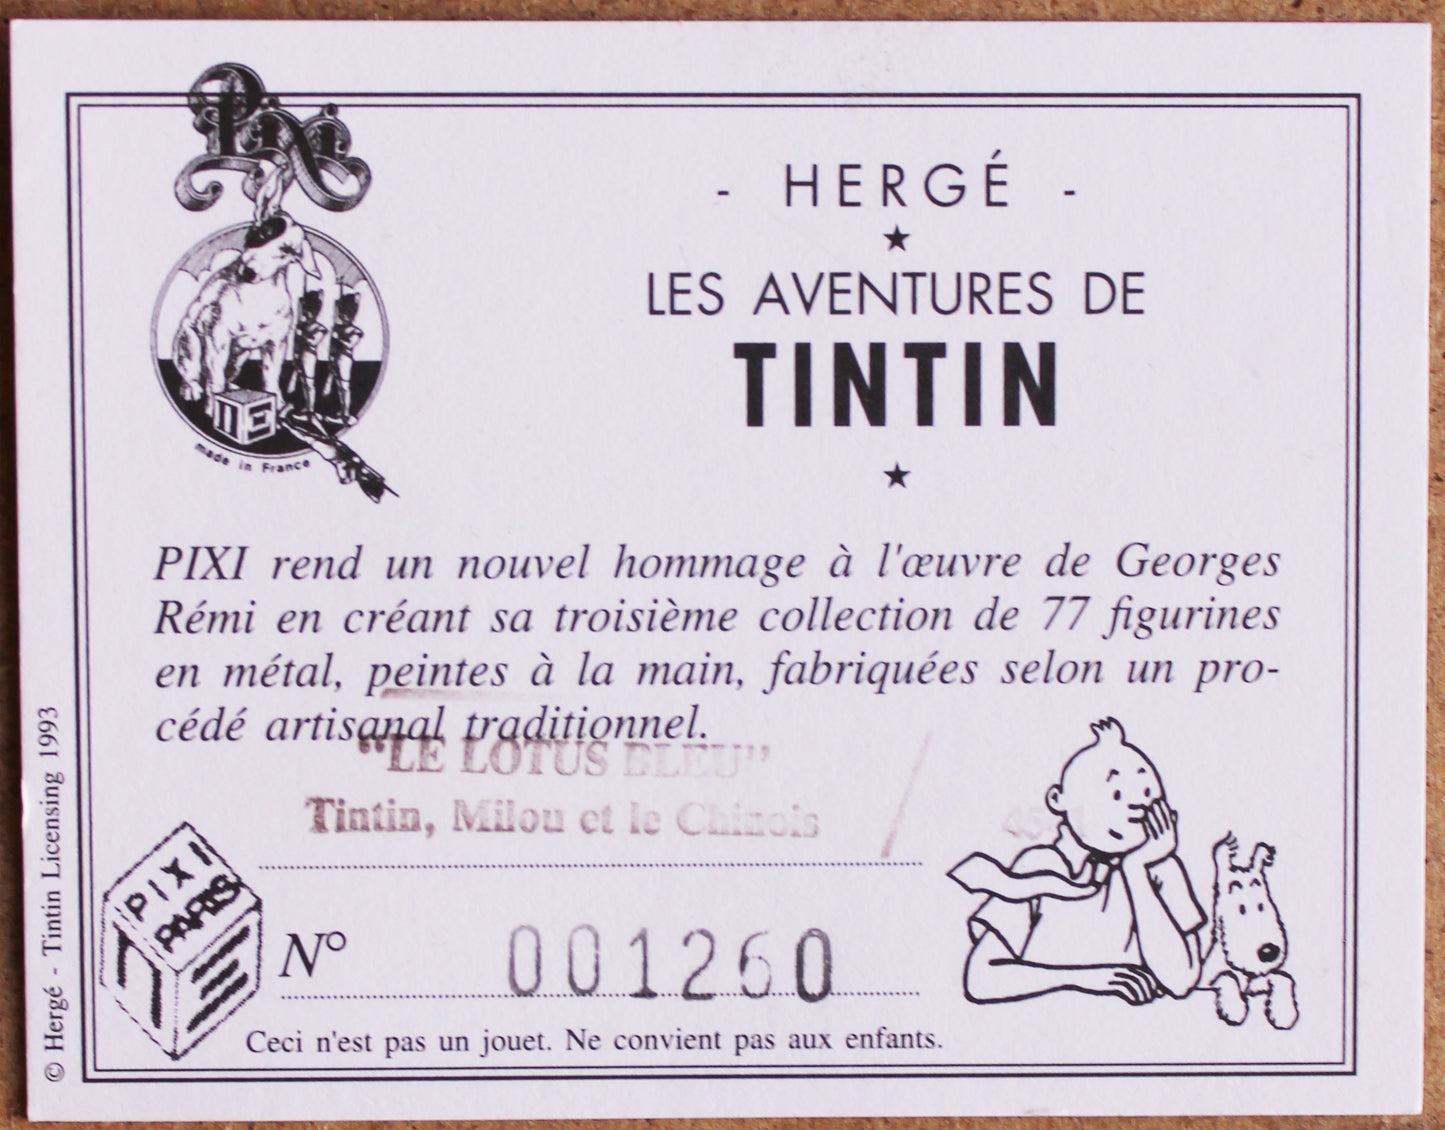 Pixi
made in France
- HERGÉ -
LES AVENTURES DE
TINTIN
PIXI rend un nouvel hommage à l'œuvre de Georges
Rémi en créant sa troisième collection de 77 figurines
en métal, peintes à la main, fabriquées selon un pro-
cédé artisanal traditionnel.
"LE LOTUS BLEU"
Tintin, Milou et le Chinois /
PIXI
PARIS
N° 001260
Ceci n'est pas un jouet. Ne convient pas aux enfants.
© Hergé - Tintin Licensing 1993